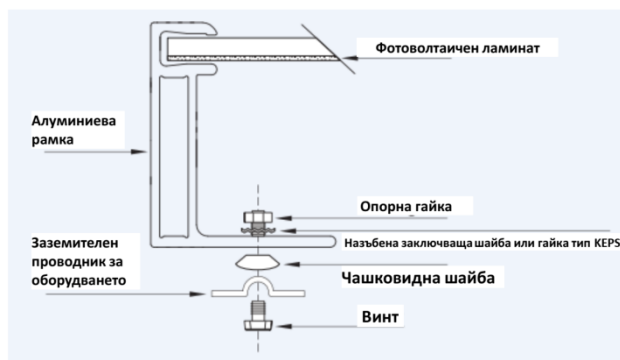 Фотоволтаичен ламинат
Алуминиева
рамка
Опорна гайка
Назъбена заключваща шайба или гайка тип KEPS
Заземителен
проводник за
оборудването
Чашковидна шайба
Винт